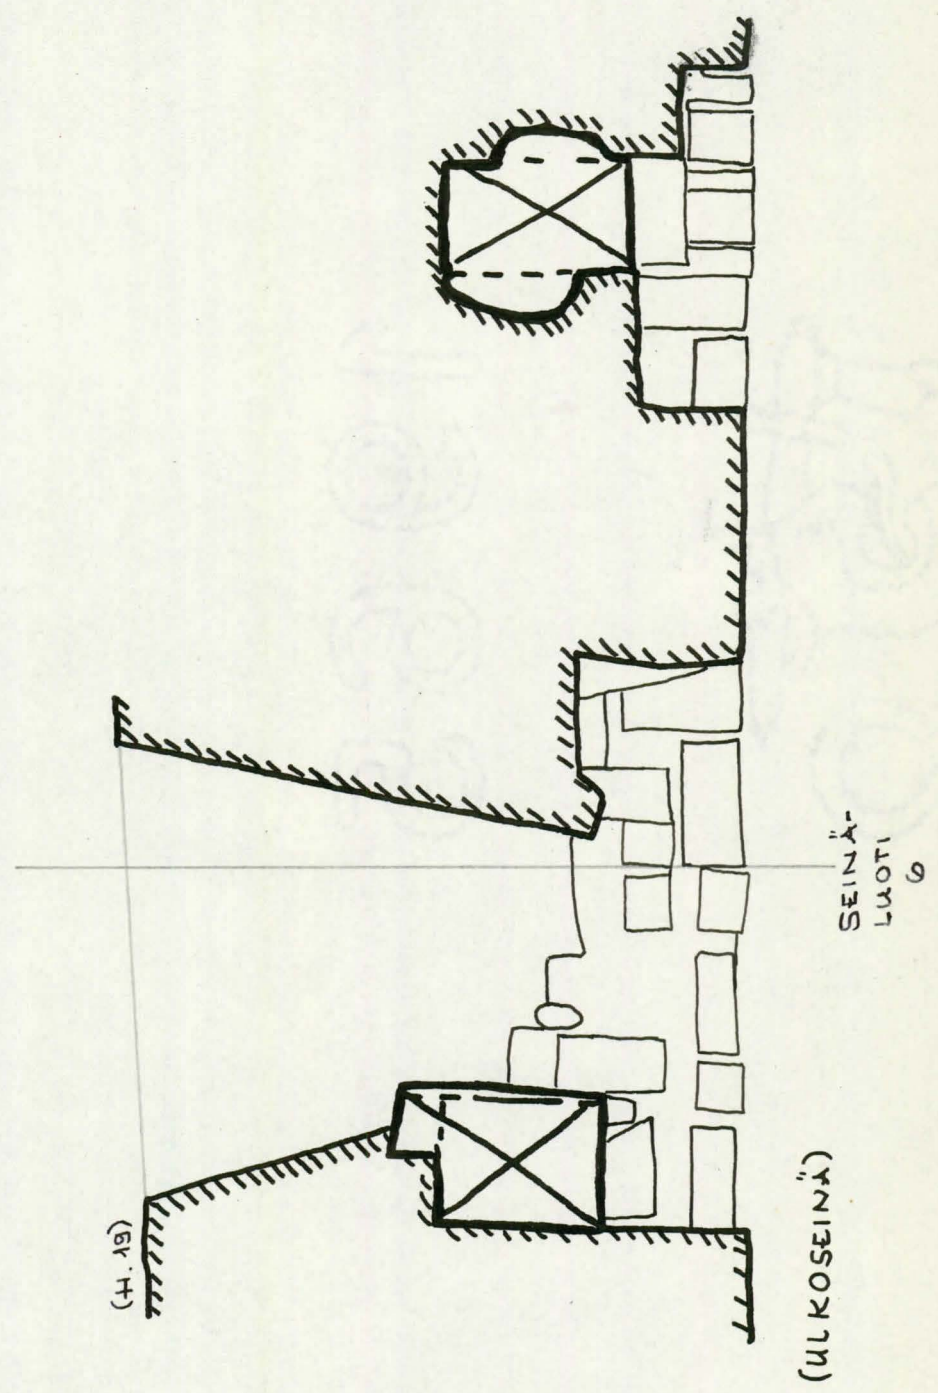 (H. 19)
SEINÄ-
LUOTI
6
(ULKOSEINÄ)